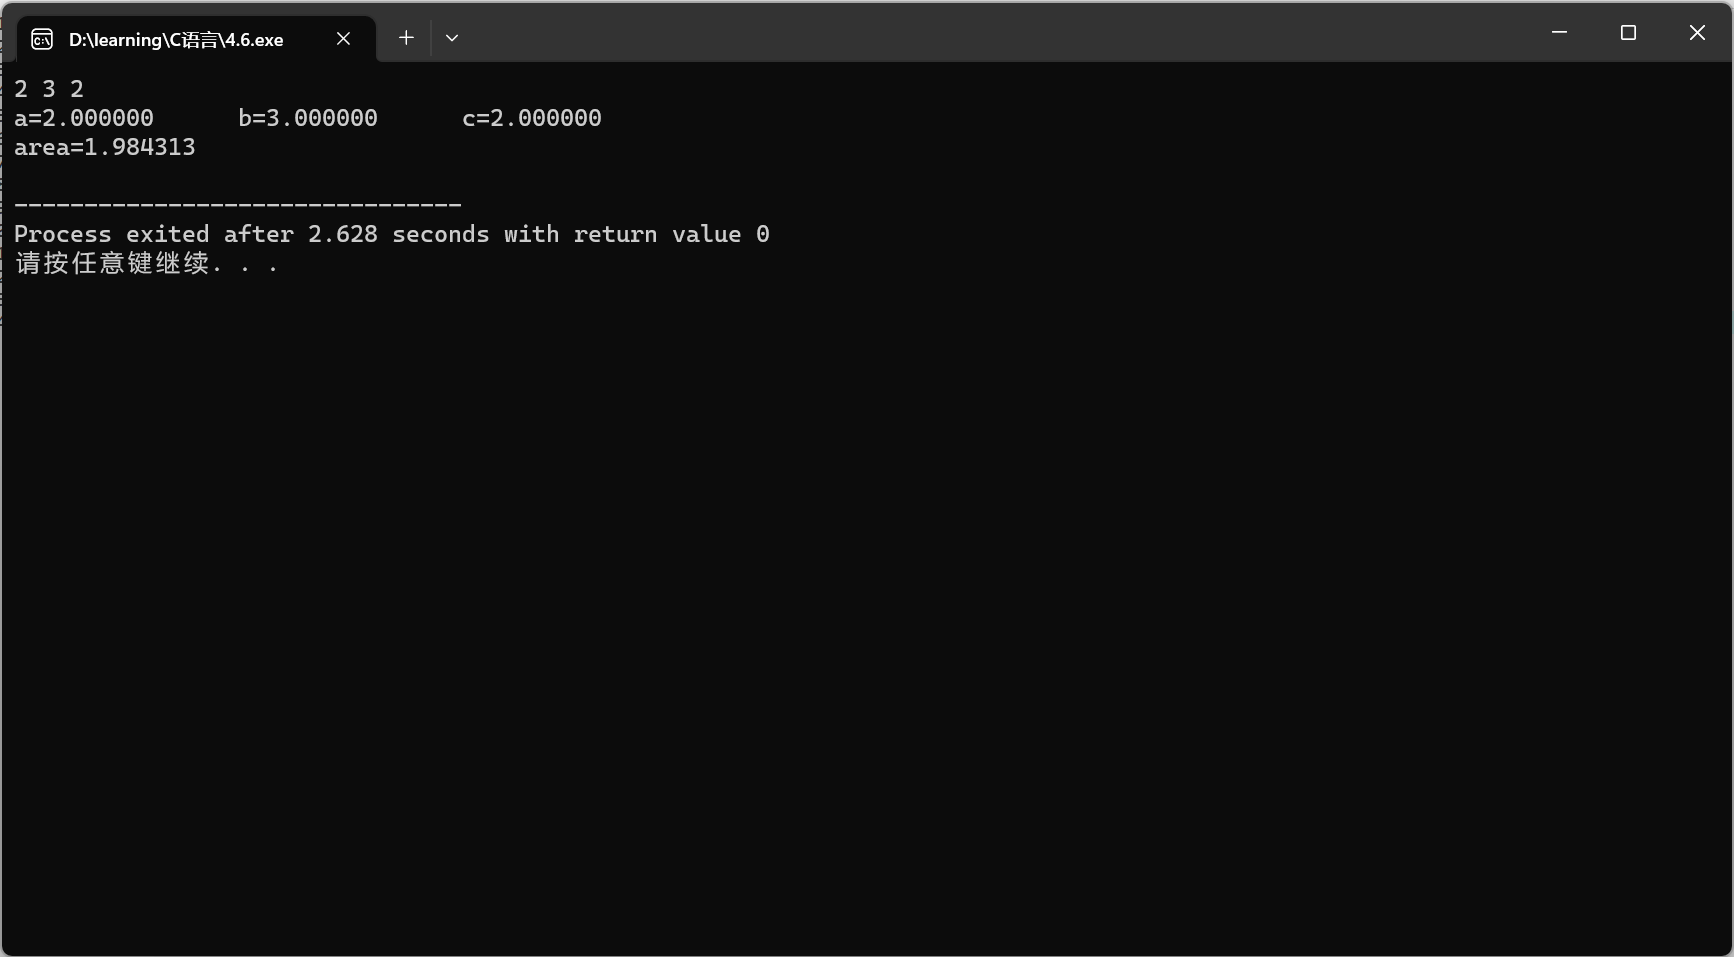 D:\learning\C语言\4.6.exe
2 3 2
a=2.000000      b=3.000000      c=2.000000
area=1.984313
--------------------------------
Process exited after 2.628 seconds with return value 0
请按任意键继续. . .